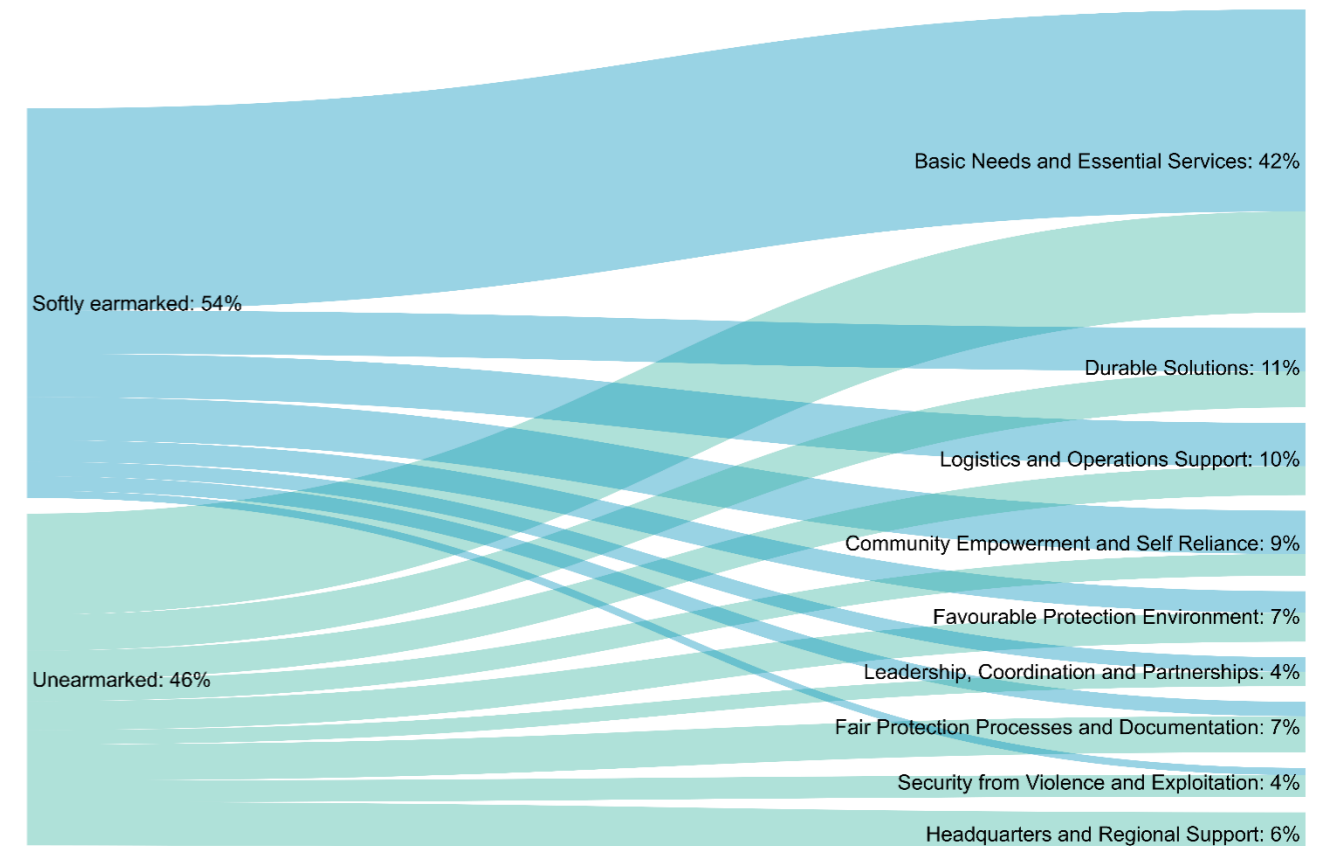 Basic Needs and Essential Services: 42%
Softly earmarked: 54%
Durable Solutions: 11%
Logistics and Operations Support: 10%
Community Empowerment and Self Reliance: 9%
Favourable Protection Environment: 7%
Leadership, Coordination and Partnerships: 4%
Unearmarked: 46%
Fair Protection Processes and Documentation: 7%
Security from Violence and Exploitation: 4%
Headquarters and Regional Support: 6%